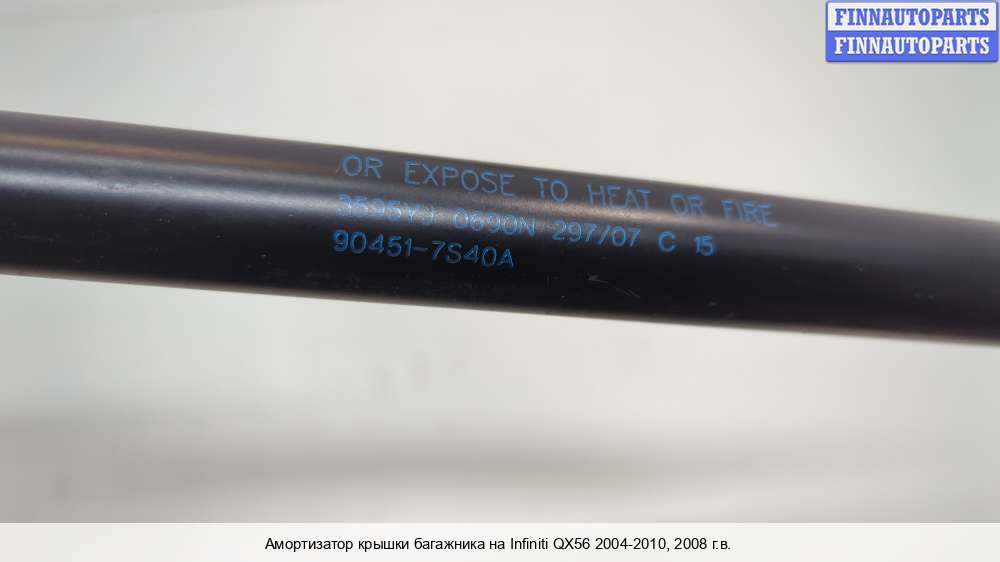 FINNAUTOPARTS
FINNAUTOPARTS
OR EXPOSE TO HEAT OR FIRE
3595YJ 0690N 297/07 C 15
90451-7S40A
Амортизатор крышки багажника на Infiniti QX56 2004-2010, 2008 г.в.